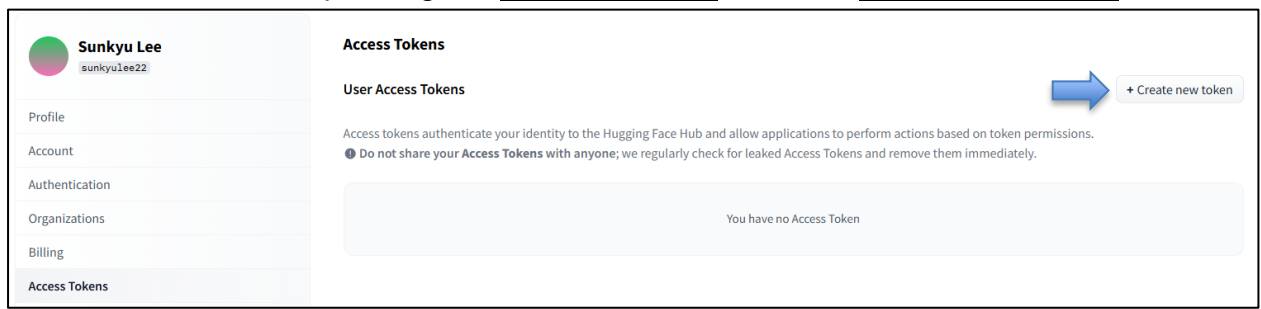 Sunkyu Lee
sunkyulee22
Profile
Account
Authentication
Organizations
Billing
Access Tokens
Access Tokens
User Access Tokens
+ Create new token
Access tokens authenticate your identity to the Hugging Face Hub and allow applications to perform actions based on token permissions.
Do not share your Access Tokens with anyone; we regularly check for leaked Access Tokens and remove them immediately.
You have no Access Token